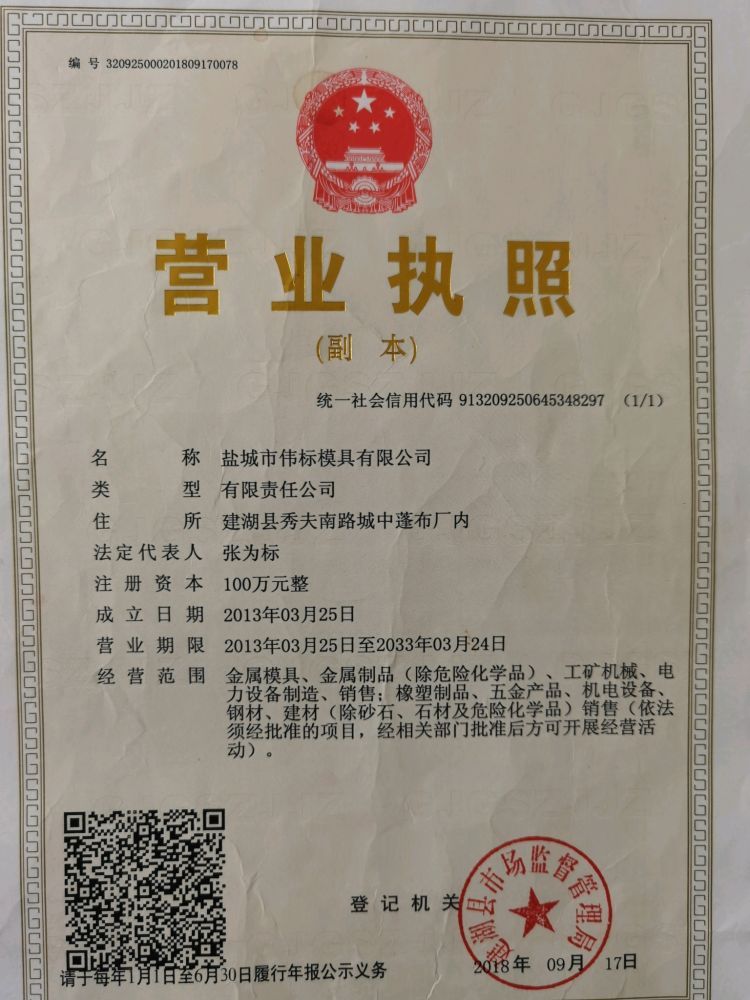 编 号 320925000201809170078
营业执照
(副 本)
统一社会信用代码 913209250645348297 (1/1)
名 称 盐城市伟标模具有限公司
类 型 有限责任公司
住 所 建湖县秀夫南路城中蓬布厂内
法定代表人 张为标
注 册 资 本 100万元整
成 立 日 期 2013年03月25日
营 业 期 限 2013年03月25日至2033年03月24日
经 营 范 围 金属模具、金属制品（除危险化学品）、工矿机械、电
力设备制造、销售；橡塑制品、五金产品、机电设备、
钢材、建材（除砂石、石材及危险化学品）销售（依法
须经批准的项目，经相关部门批准后方可开展经营活
动）。
登 记 机 关
建湖县市场监督管理局
2018年 09月 17日
请于每年1月1日至6月30日履行年报公示义务